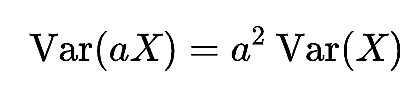 Var(aX) = a² Var(X)